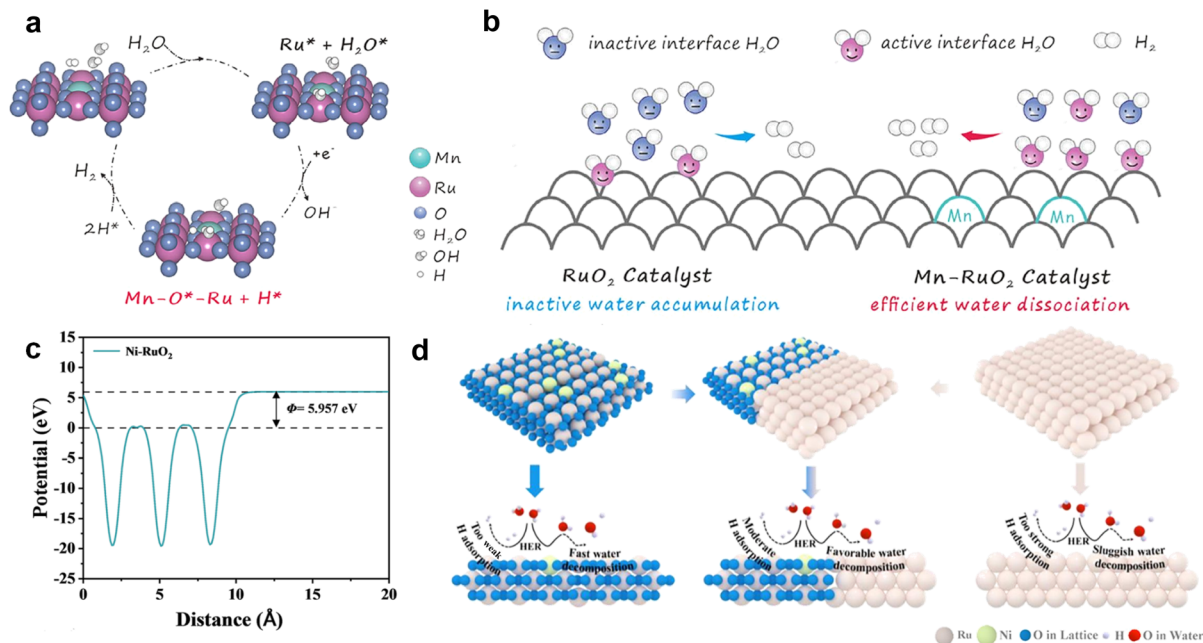 a
H₂O
Ru* + H₂O*
+e⁻
OH⁻
H₂
2H*
Mn-O*-Ru + H*
Mn
Ru
O
H₂O
OH
H
b
inactive interface H₂O
active interface H₂O
H₂
Mn
Mn
RuO₂ Catalyst
Mn-RuO₂ Catalyst
inactive water accumulation
efficient water dissociation
c
Ni-RuO₂
Φ= 5.957 eV
Potential (eV)
15
10
5
0
-5
-10
-15
-20
-25
0
5
10
15
20
Distance (Å)
d
Too weak
H adsorption
HER
Fast water
decomposition
Moderate
H adsorption
HER
Favorable water
decomposition
Too strong
H adsorption
HER
Sluggish water
decomposition
Ru
Ni
O in Lattice
H
O in Water